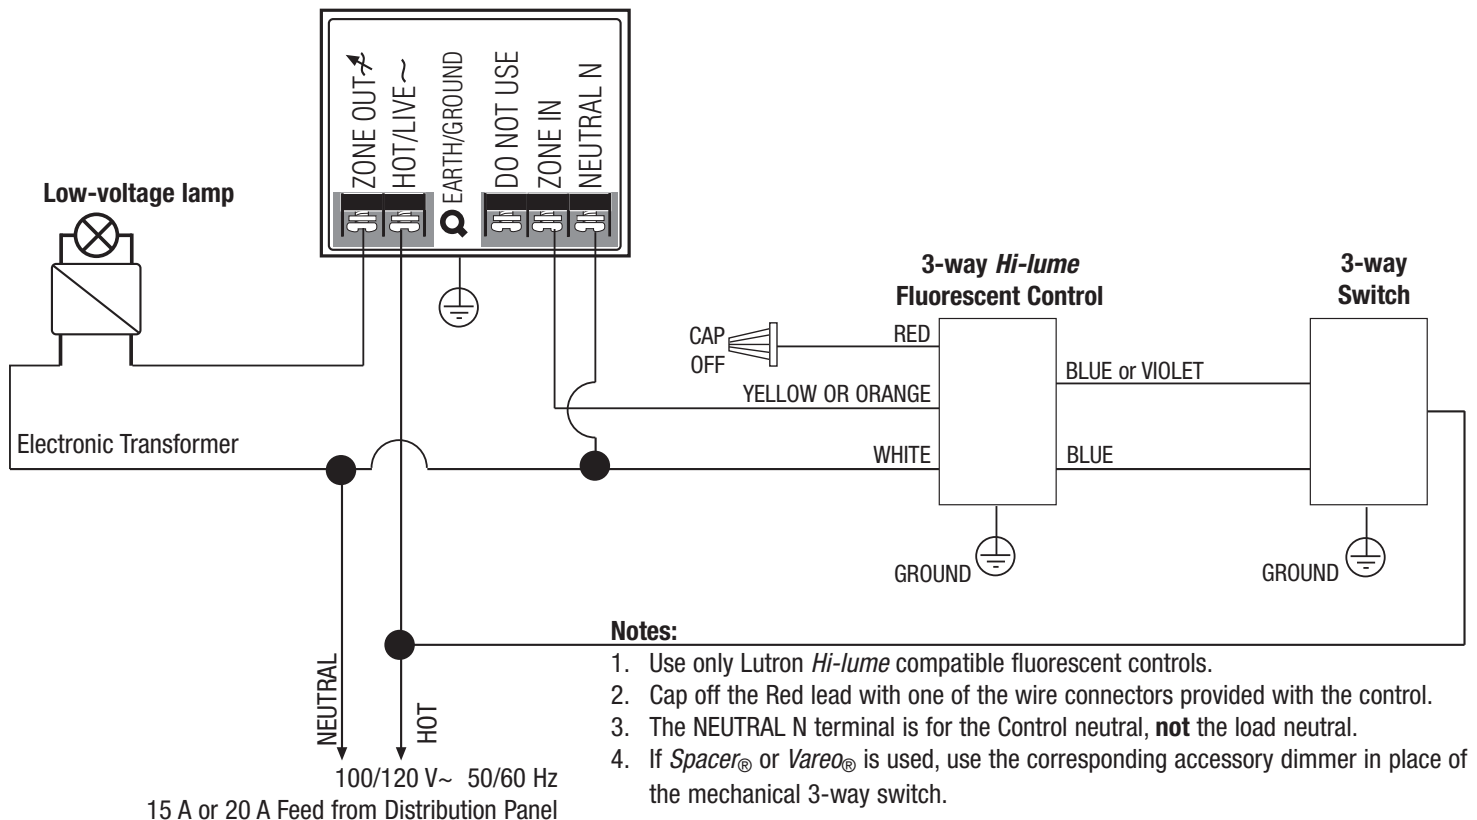 ZONE OUT
HOT/LIVE ~
EARTH/GROUND
DO NOT USE
ZONE IN
NEUTRAL N
Low-voltage lamp
3-way Hi-lume
Fluorescent Control
3-way
Switch
CAP
OFF
RED
BLUE or VIOLET
YELLOW OR ORANGE
Electronic Transformer
WHITE
BLUE
GROUND
GROUND
NEUTRAL
HOT
100/120 V~ 50/60 Hz
15 A or 20 A Feed from Distribution Panel
Notes:
1. Use only Lutron Hi-lume compatible fluorescent controls.
2. Cap off the Red lead with one of the wire connectors provided with the control.
3. The NEUTRAL N terminal is for the Control neutral, not the load neutral.
4. If Spacer® or Vareo® is used, use the corresponding accessory dimmer in place of
the mechanical 3-way switch.